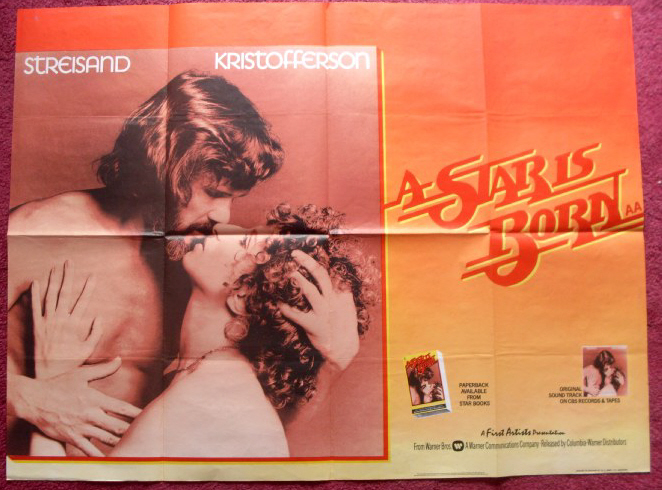 STREISAND KRISTOFFERSON
A STAR IS
BORN AA
PAPERBACK
AVAILABLE
FROM
STAR BOOKS
ORIGINAL
SOUND TRACK
ON CBS RECORDS & TAPES
A First Artists Presentation
From Warner Bros A Warner Communications Company Released by Columbia-Warner Distributors